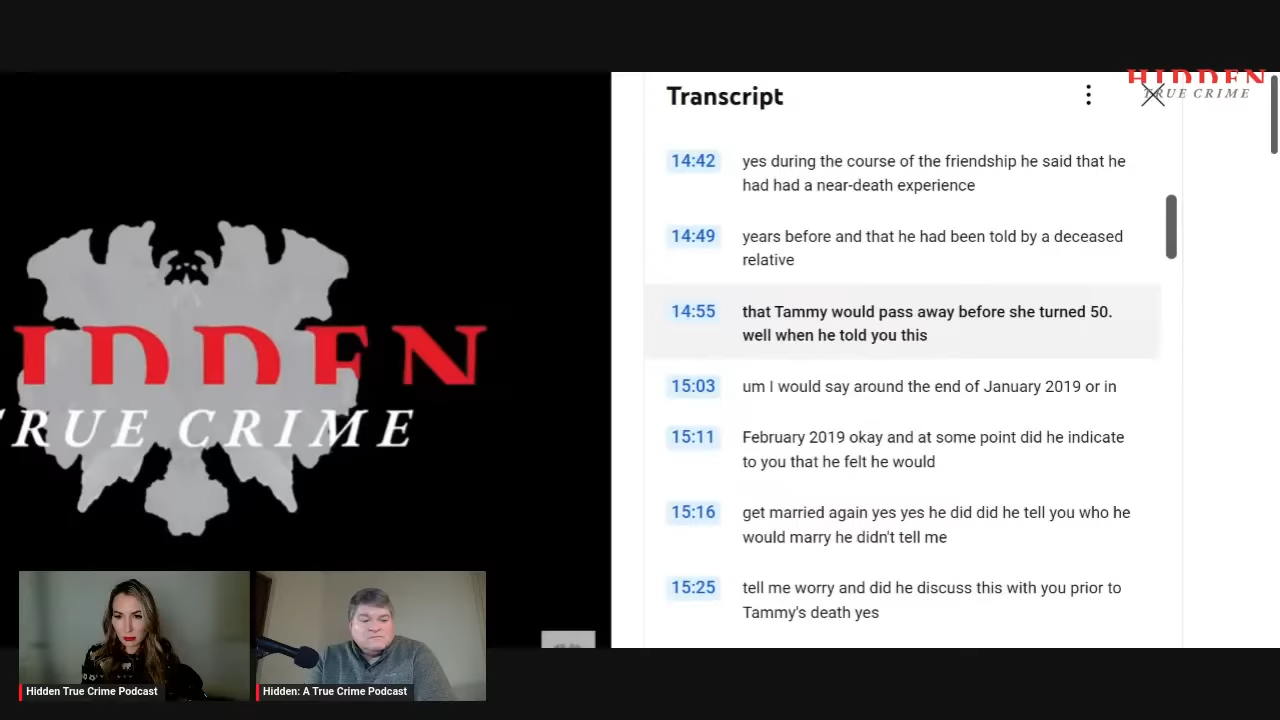 HIDDEN
TRUE CRIME
Transcript
14:42
yes during the course of the friendship he said that he
had had a near-death experience
14:49
years before and that he had been told by a deceased
relative
14:55
that Tammy would pass away before she turned 50.
well when he told you this
15:03
um I would say around the end of January 2019 or in
15:11
February 2019 okay and at some point did he indicate
to you that he felt he would
15:16
get married again yes yes he did did he tell you who he
would marry he didn't tell me
15:25
tell me worry and did he discuss this with you prior to
Tammy's death yes
HIDDEN
TRUE CRIME
Hidden True Crime Podcast
Hidden: A True Crime Podcast